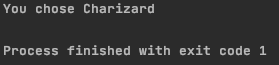 You chose Charizard
Process finished with exit code 1